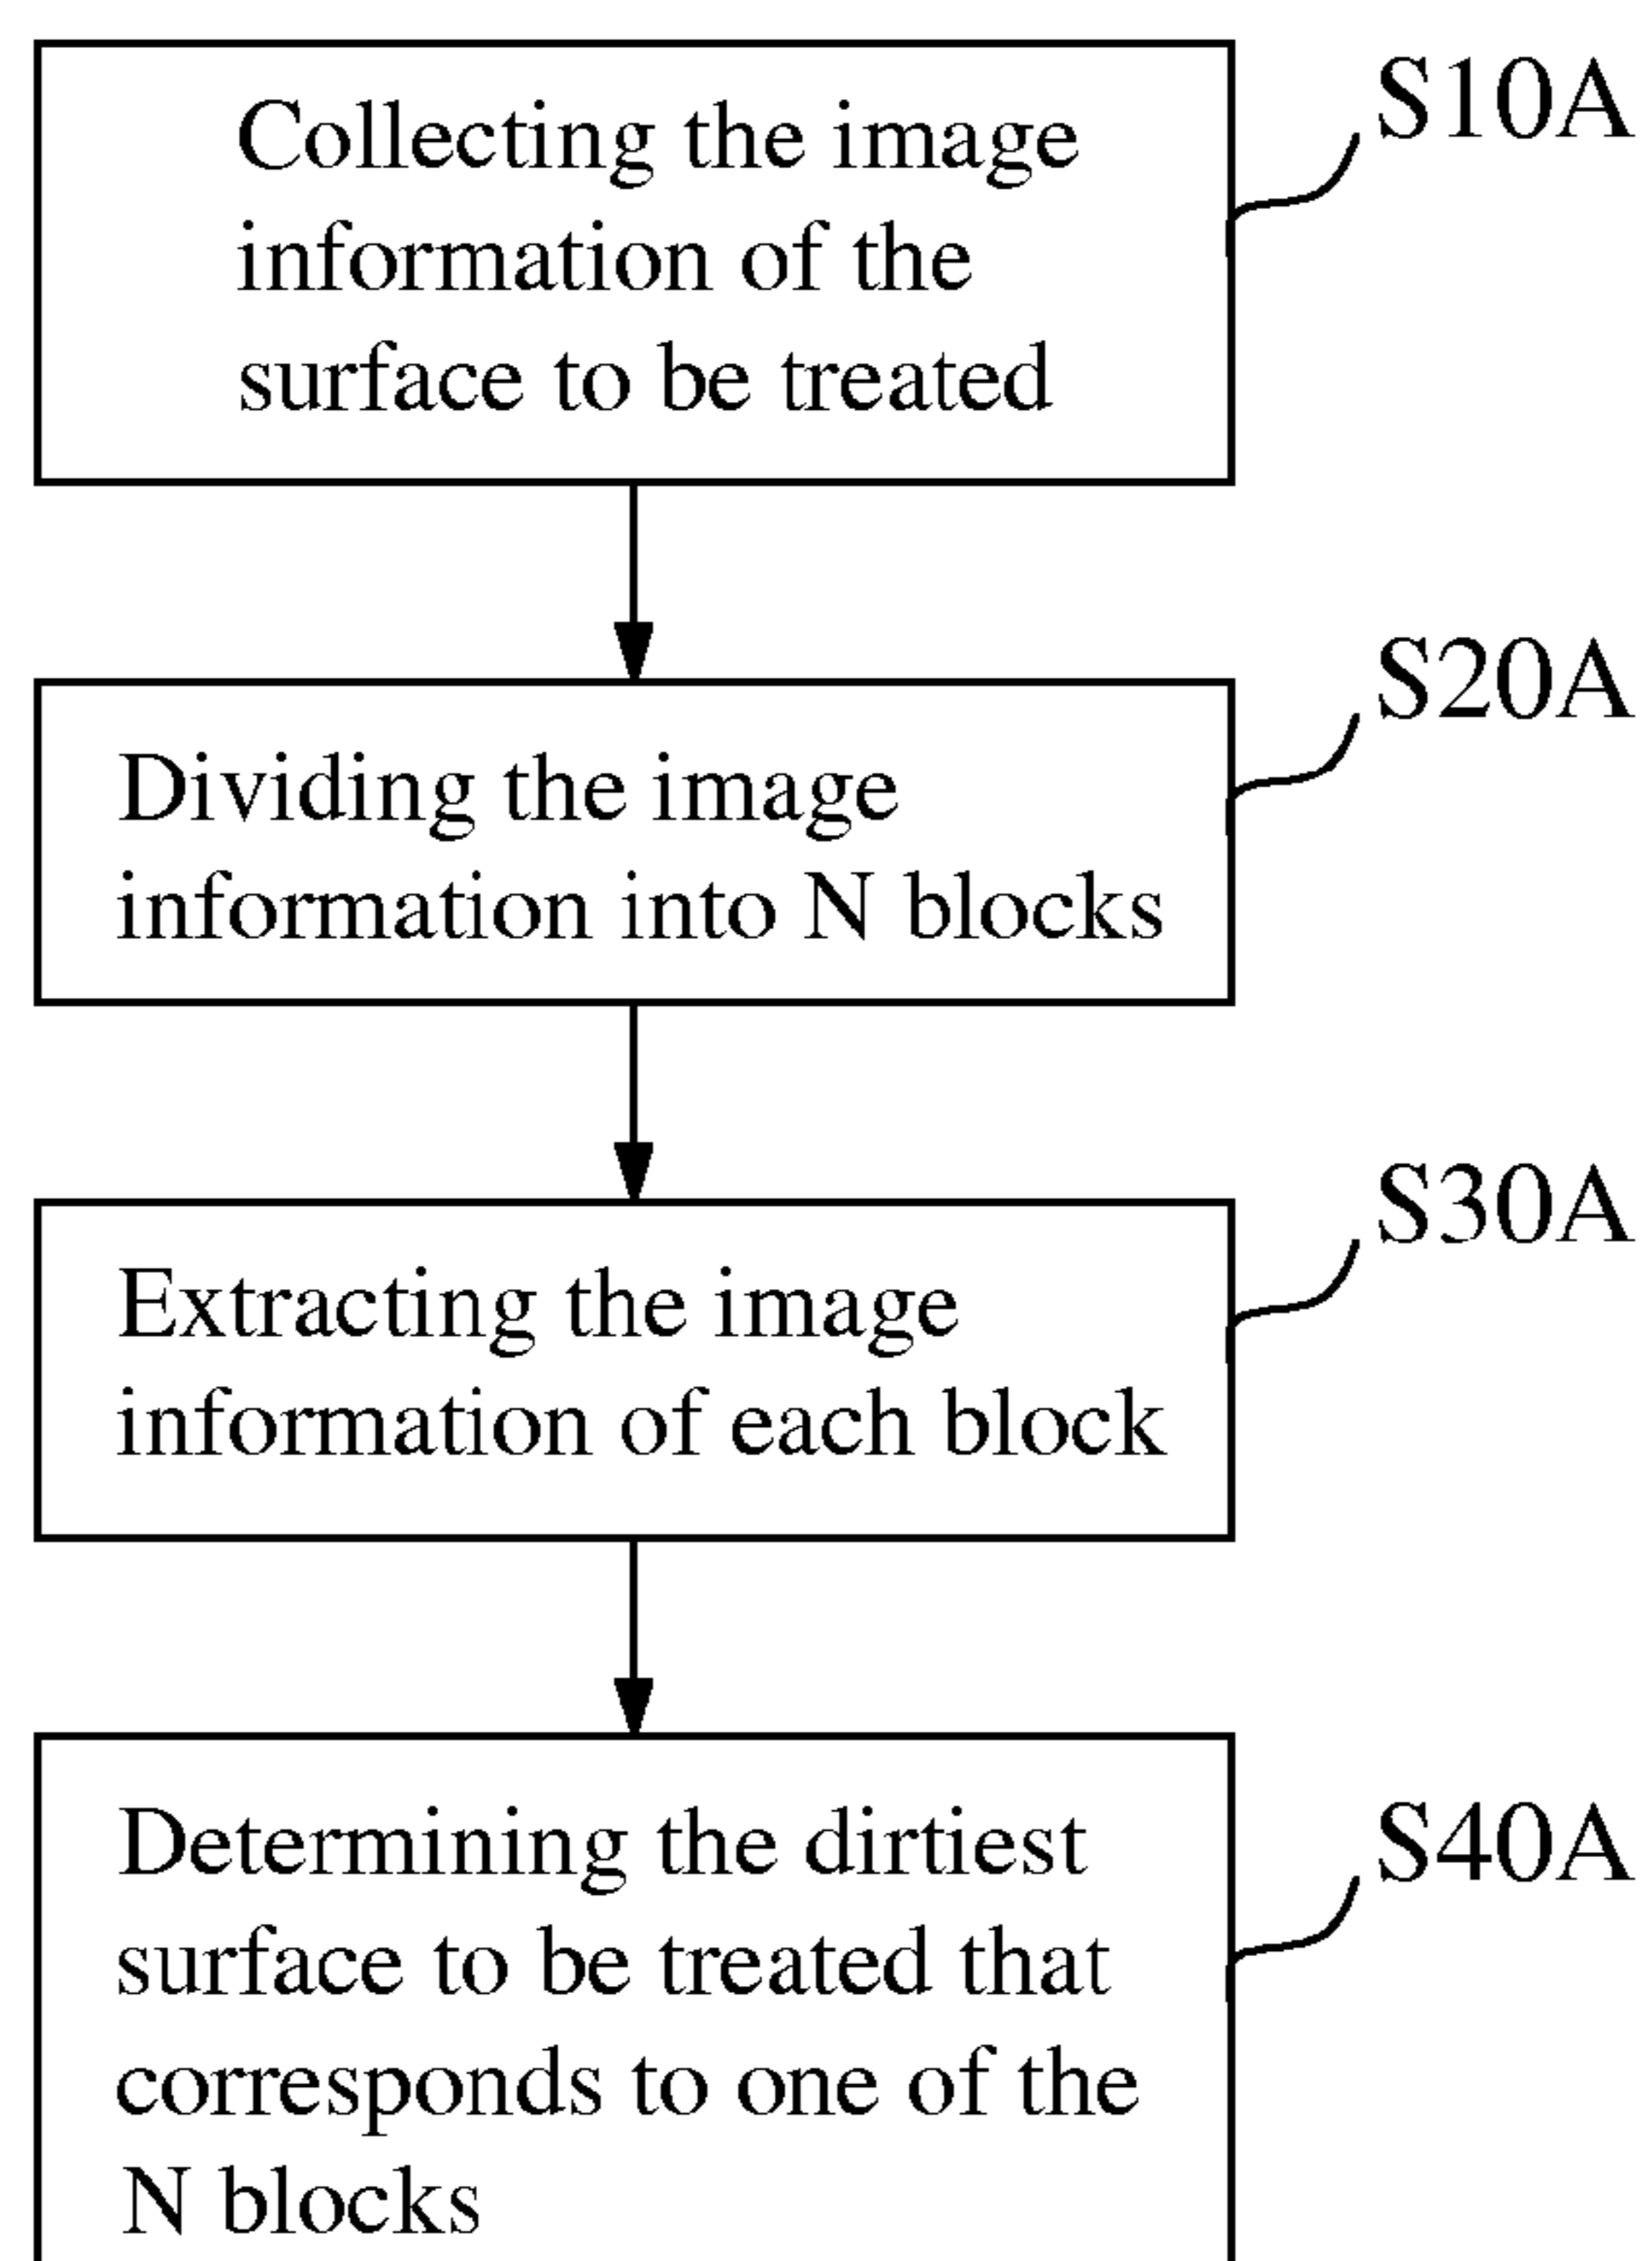 Collecting the image
information of the
surface to be treated
S10A
Dividing the image
information into N blocks
S20A
Extracting the image
information of each block
S30A
Determining the dirtiest
surface to be treated that
corresponds to one of the
N blocks
S40A